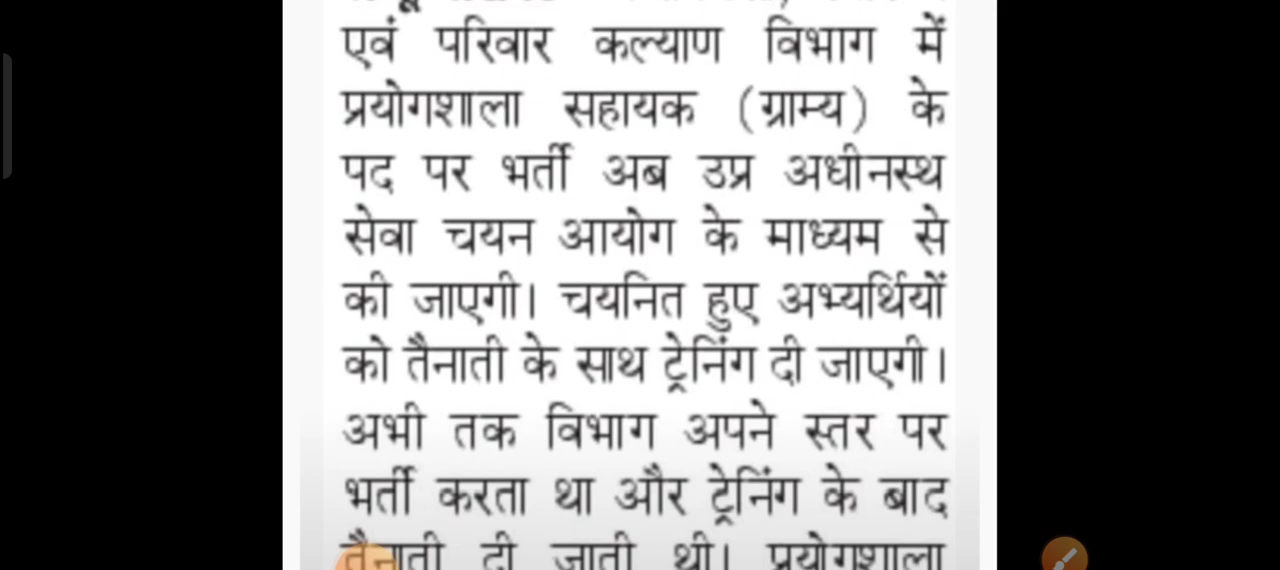 एवं परिवार कल्याण विभाग में
प्रयोगशाला सहायक (ग्राम्य) के
पद पर भर्ती अब उप्र अधीनस्थ
सेवा चयन आयोग के माध्यम से
की जाएगी। चयनित हुए अभ्यर्थियों
को तैनाती के साथ ट्रेनिंग दी जाएगी।
अभी तक विभाग अपने स्तर पर
भर्ती करता था और ट्रेनिंग के बाद
तैनाती दी जाती थी। प्रयोगशाला